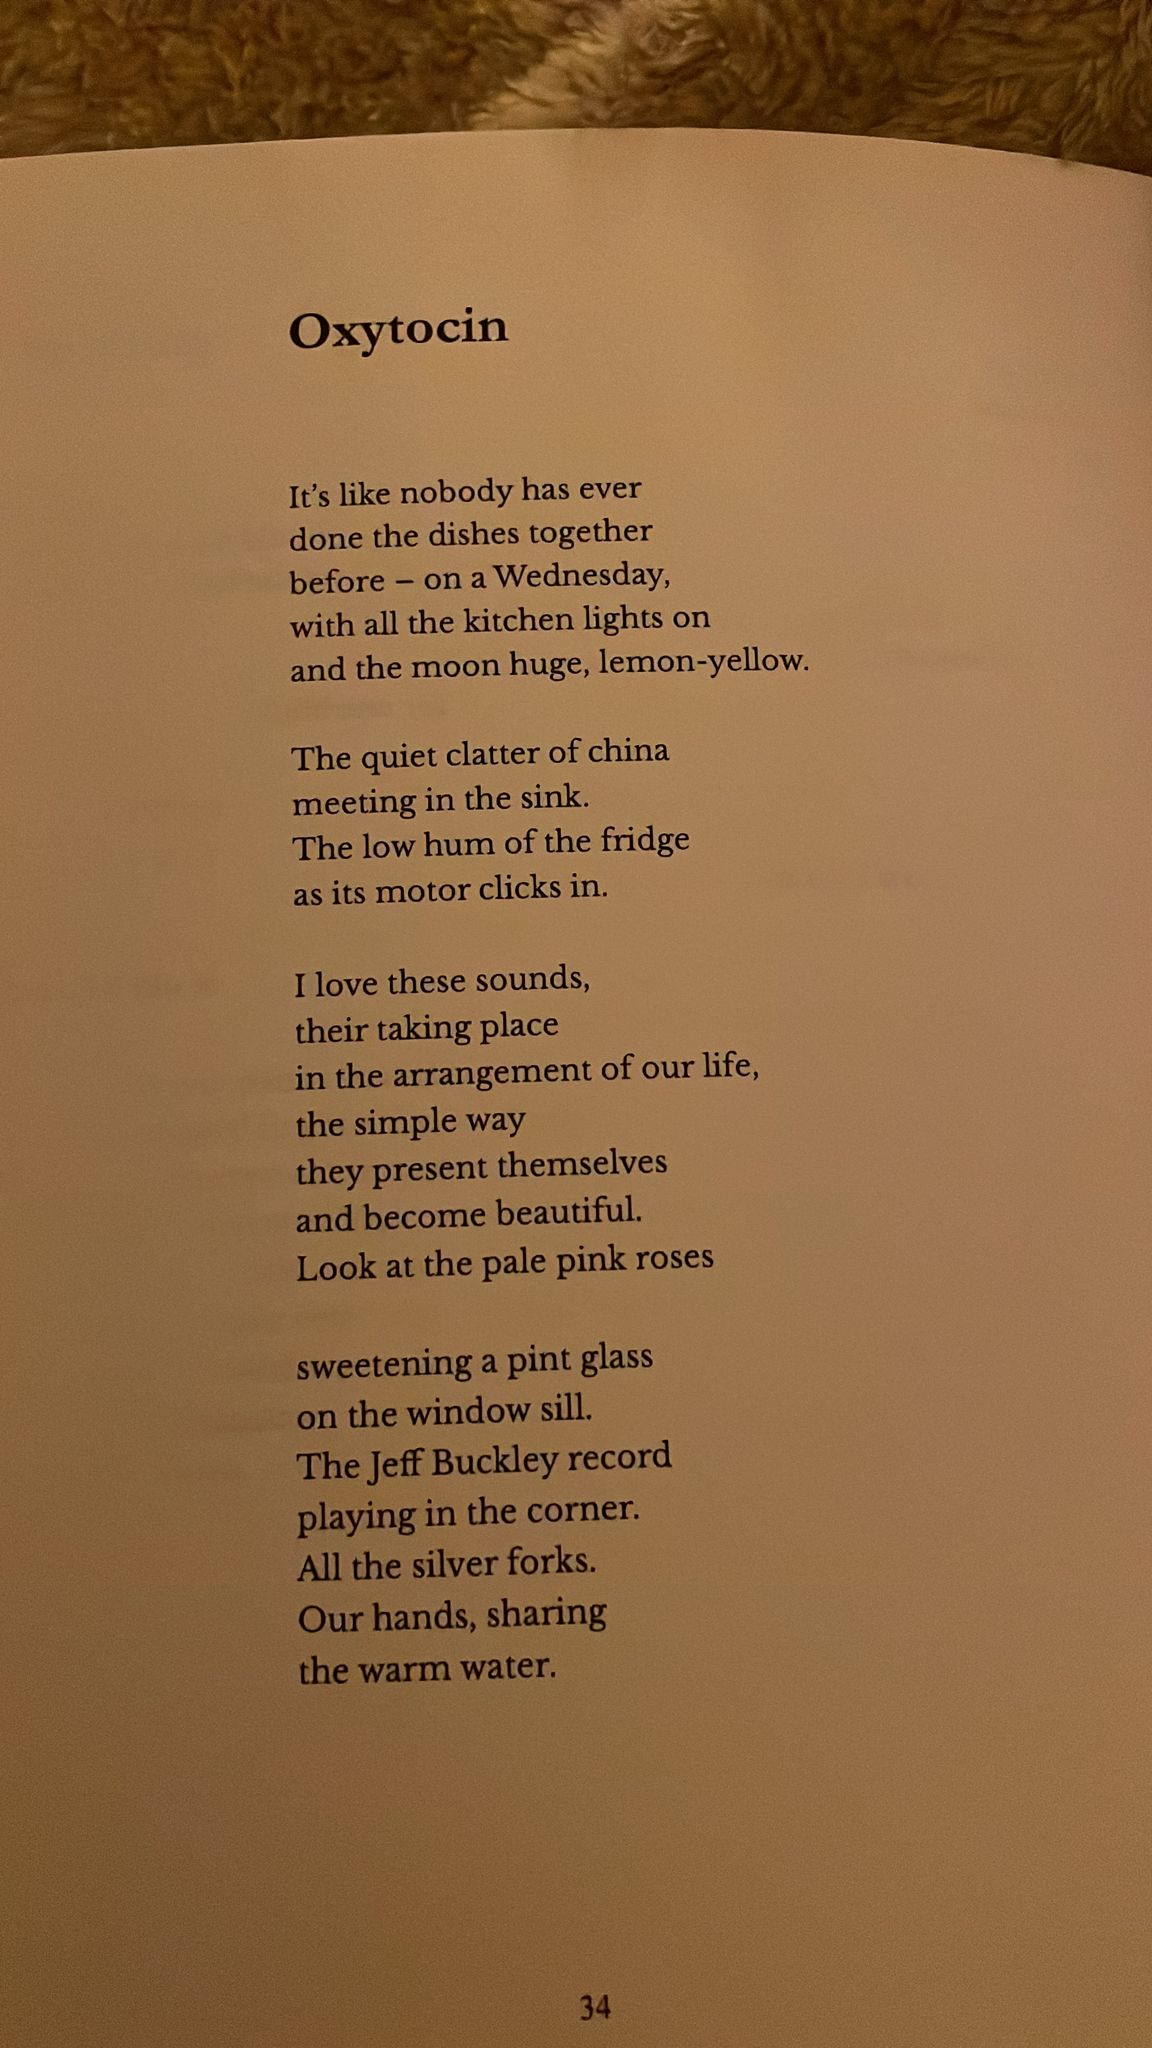 Oxytocin
It's like nobody has ever
done the dishes together
before – on a Wednesday,
with all the kitchen lights on
and the moon huge, lemon-yellow.
The quiet clatter of china
meeting in the sink.
The low hum of the fridge
as its motor clicks in.
I love these sounds,
their taking place
in the arrangement of our life,
the simple way
they present themselves
and become beautiful.
Look at the pale pink roses
sweetening a pint glass
on the window sill.
The Jeff Buckley record
playing in the corner.
All the silver forks.
Our hands, sharing
the warm water.
34